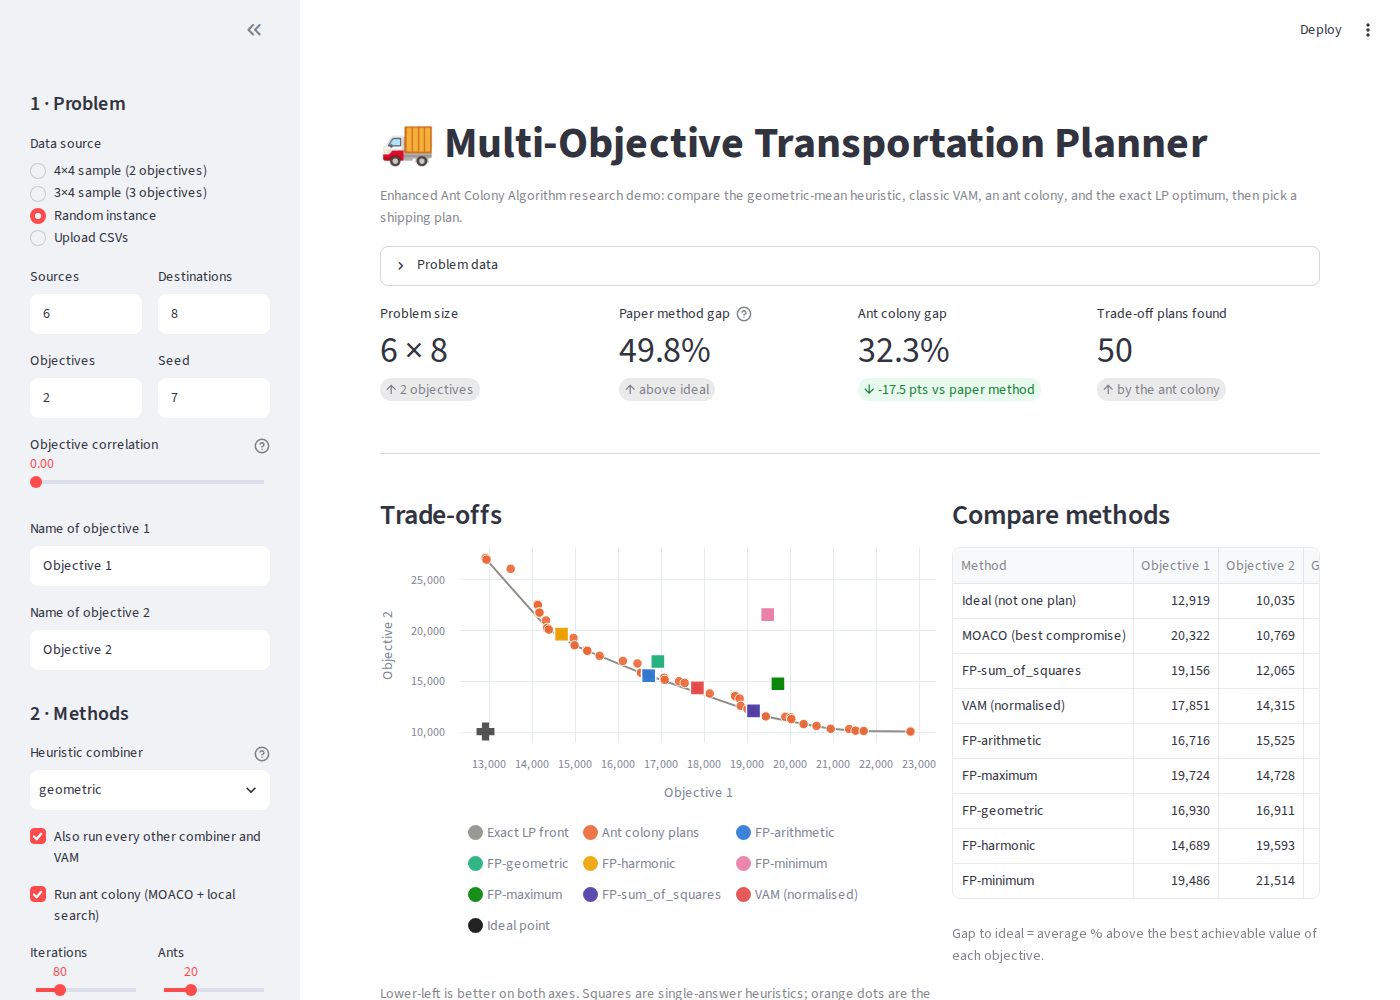 Deploy
1 · Problem
Data source
4×4 sample (2 objectives)
3×4 sample (3 objectives)
Random instance
Upload CSVs
Sources Destinations
6 8
Objectives Seed
2 7
Objective correlation
0.00
Name of objective 1
Objective 1
Name of objective 2
Objective 2
2 · Methods
Heuristic combiner
geometric
Also run every other combiner and
VAM
Run ant colony (MOACO + local
search)
Iterations Ants
80 20
Multi-Objective Transportation Planner
Enhanced Ant Colony Algorithm research demo: compare the geometric-mean heuristic, classic VAM, an ant colony, and the exact LP optimum, then pick a
shipping plan.
Problem data
Problem size
6 × 8
↑ 2 objectives
Paper method gap
49.8%
↑ above ideal
Ant colony gap
32.3%
↓ -17.5 pts vs paper method
Trade-off plans found
50
↑ by the ant colony
Trade-offs
Objective 2
25,000
20,000
15,000
10,000
13,000 14,000 15,000 16,000 17,000 18,000 19,000 20,000 21,000 22,000 23,000
Objective 1
Exact LP front Ant colony plans FP-arithmetic
FP-geometric FP-harmonic FP-minimum
FP-maximum FP-sum_of_squares VAM (normalised)
Ideal point
Lower-left is better on both axes. Squares are single-answer heuristics; orange dots are the
Compare methods
Method Objective 1 Objective 2 G
Ideal (not one plan) 12,919 10,035
MOACO (best compromise) 20,322 10,769
FP-sum_of_squares 19,156 12,065
VAM (normalised) 17,851 14,315
FP-arithmetic 16,716 15,525
FP-maximum 19,724 14,728
FP-geometric 16,930 16,911
FP-harmonic 14,689 19,593
FP-minimum 19,486 21,514
Gap to ideal = average % above the best achievable value of
each objective.